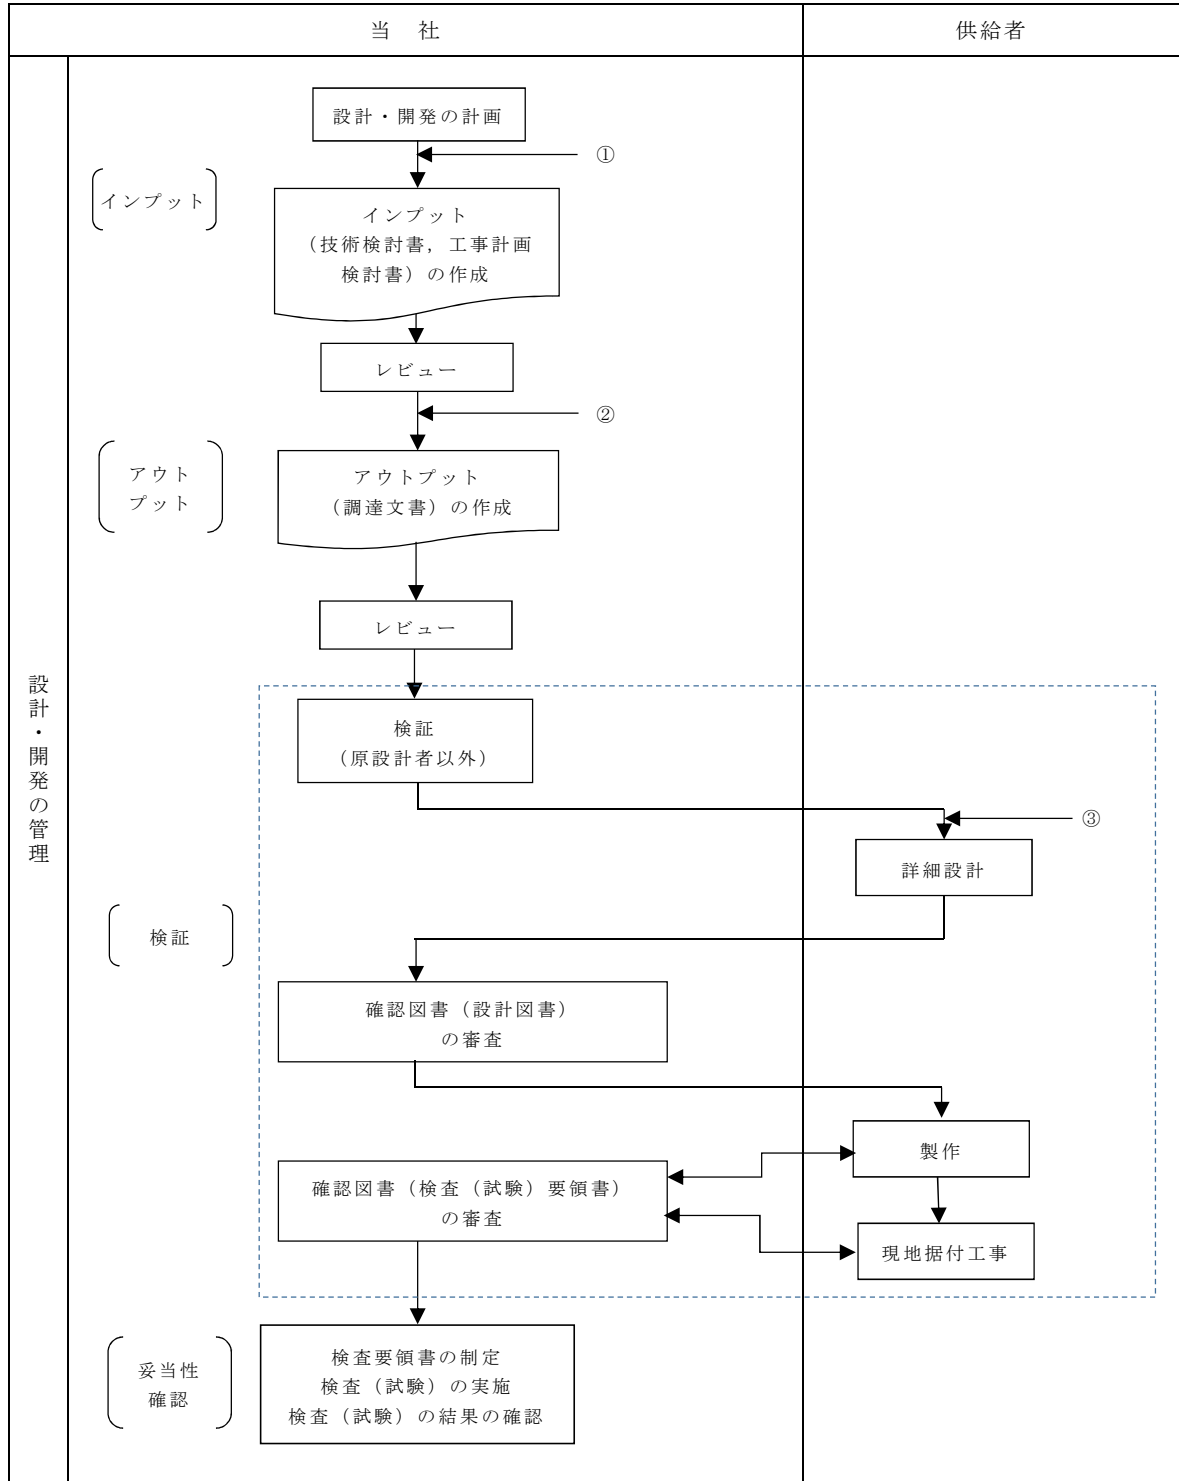 当 社
供給者
設計・開発の計画
①
インプット
インプット
（技術検討書，工事計画
検討書）の作成
レビュー
②
アウト
プット
アウトプット
（調達文書）の作成
レビュー
設計・開発の管理
検証
（原設計者以外）
③
詳細設計
検証
確認図書（設計図書）
の審査
製作
確認図書（検査（試験）要領書）
の審査
現地据付工事
妥当性
確認
検査要領書の制定
検査（試験）の実施
検査（試験）の結果の確認